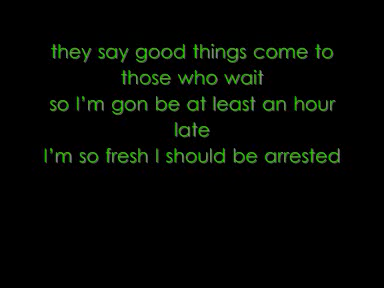 they say good things come to
those who wait
so I'm gon be at least an hour
late
I'm so fresh I should be arrested